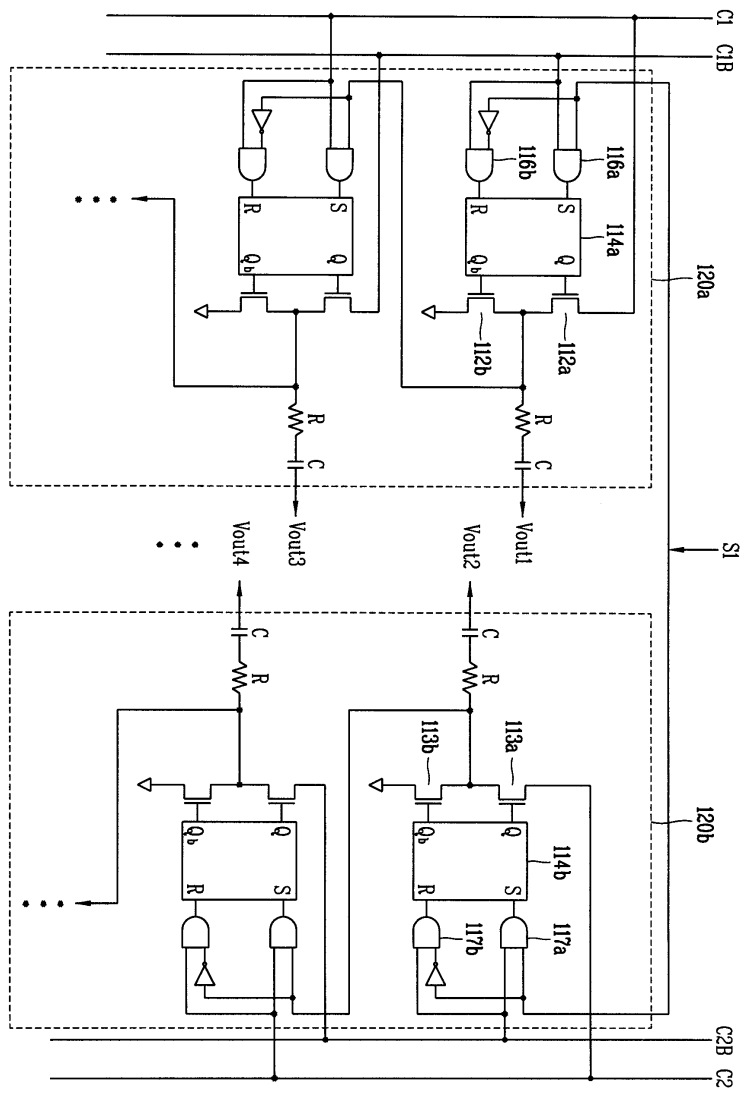 C1
C1B
116b
116a
R
S
114a
Qb
Q
R
S
Qb
Q
120a
112b
112a
R
C
R
C
Vout4
Vout3
Vout2
Vout1
S1
C
R
C
R
113b
113a
120b
Qb
Q
R
S
114b
Qb
Q
R
S
117b
117a
C2B
C2